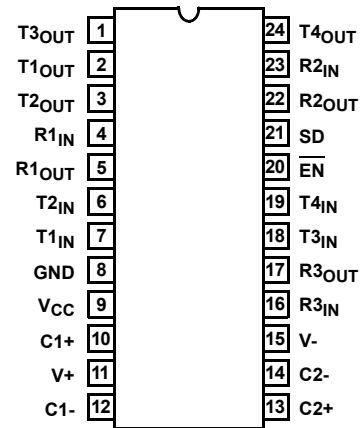 T3OUT 1 24 T4OUT
T1OUT 2 23 R2IN
T2OUT 3 22 R2OUT
R1IN 4 21 SD
R1OUT 5 20 EN
T2IN 6 19 T4IN
T1IN 7 18 T3IN
GND 8 17 R3OUT
VCC 9 16 R3IN
C1+ 10 15 V-
V+ 11 14 C2-
C1- 12 13 C2+